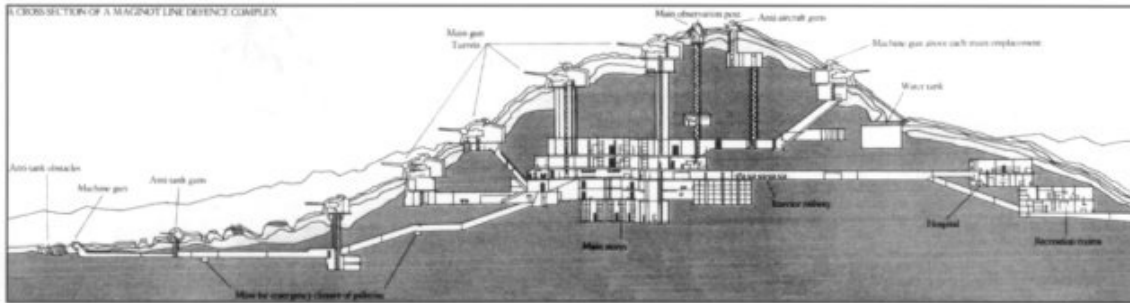 A CROSS-SECTION OF A MAGINOT LINE DEFENCE COMPLEX
Main observation post
Anti-aircraft guns
Main gun
Turrets
Machine gun above each main emplacement
Water tank
Anti-tank obstacles
Machine gun
Anti-tank guns
Interior railway
Main stores
Hospital
Recreation rooms
Mine for emergency closure of galleries